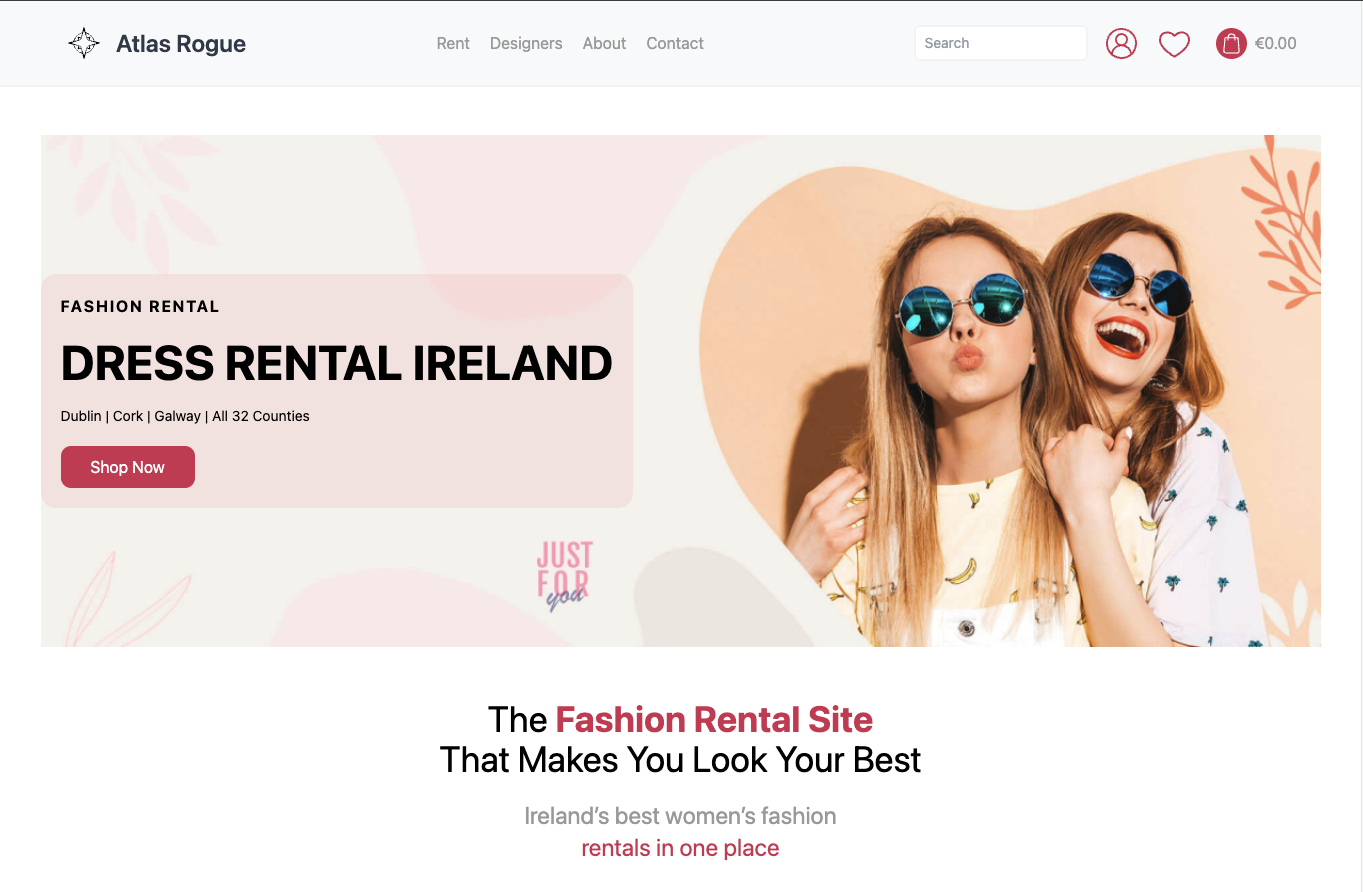 Atlas Rogue
Rent
Designers
About
Contact
Search
€0.00
FASHION RENTAL
DRESS RENTAL IRELAND
Dublin | Cork | Galway | All 32 Counties
Shop Now
JUST
FOR
you
The Fashion Rental Site
That Makes You Look Your Best
Ireland’s best women’s fashion
rentals in one place